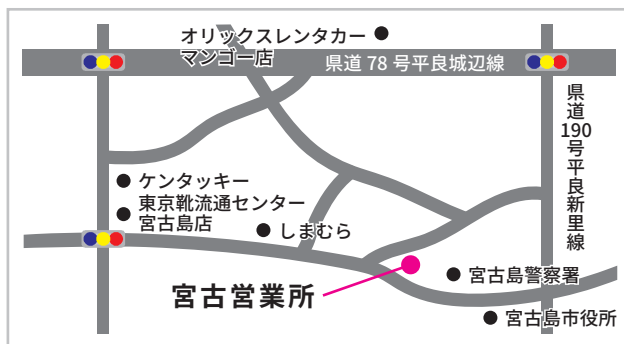 オリックスレンタカー
マンゴー店
県道 78 号平良城辺線
県道190号平良新里線
ケンタッキー
東京靴流通センター
宮古島店
しまむら
宮古営業所
宮古島警察署
宮古島市役所